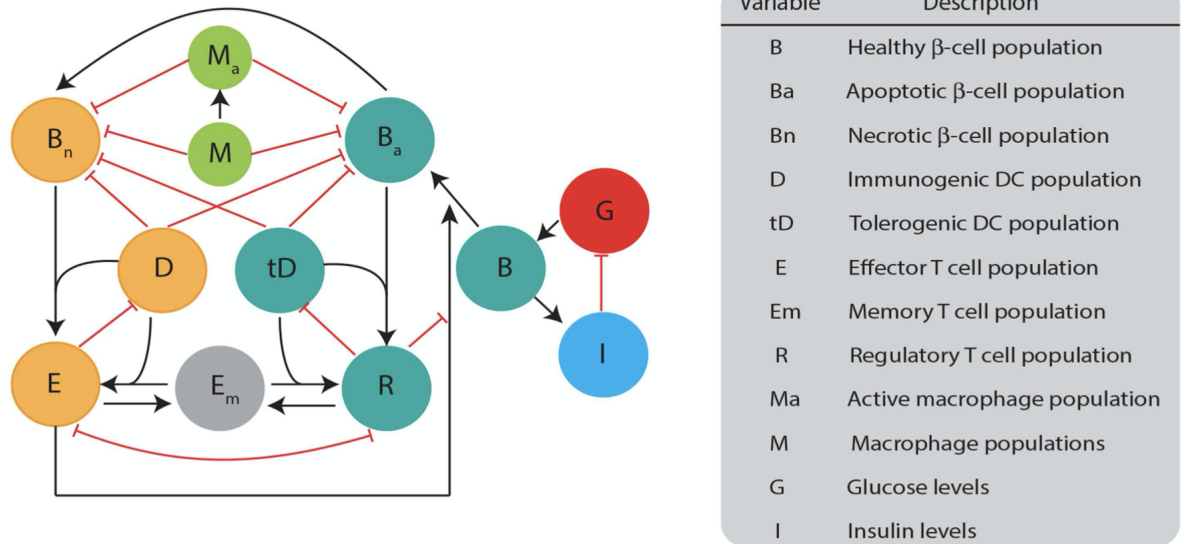 Ma
Bn
M
Ba
G
D
tD
B
I
E
Em
R
Variable Description
B Healthy β-cell population
Ba Apoptotic β-cell population
Bn Necrotic β-cell population
D Immunogenic DC population
tD Tolerogenic DC population
E Effector T cell population
Em Memory T cell population
R Regulatory T cell population
Ma Active macrophage population
M Macrophage populations
G Glucose levels
I Insulin levels